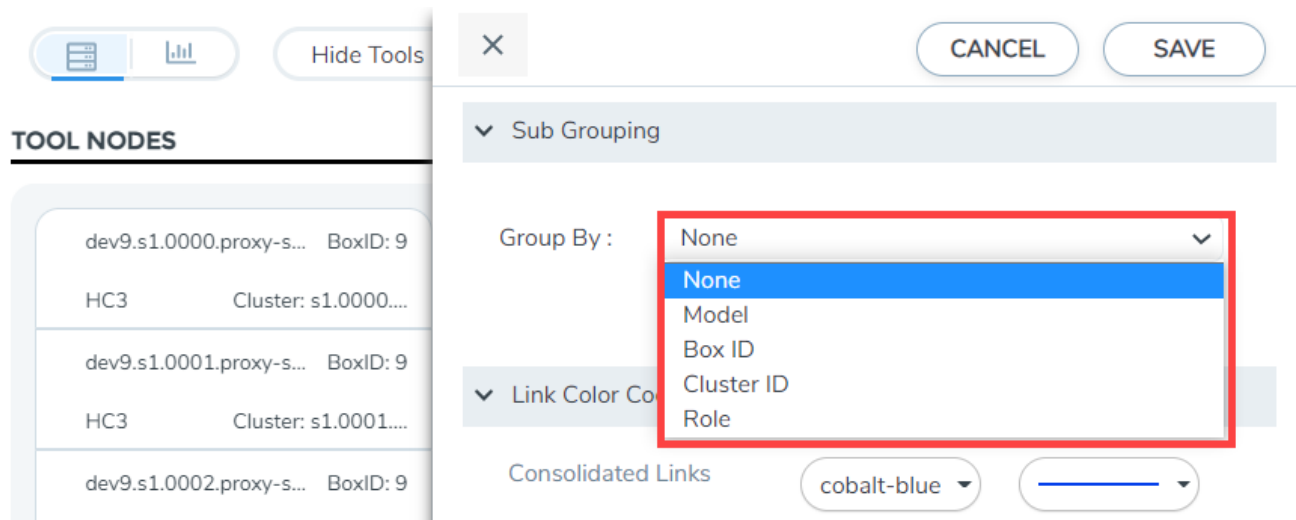 Hide Tools
TOOL NODES
dev9.s1.0000.proxy-s... BoxID: 9
HC3 Cluster: s1.0000....
dev9.s1.0001.proxy-s... BoxID: 9
HC3 Cluster: s1.0001....
dev9.s1.0002.proxy-s... BoxID: 9
CANCEL SAVE
Sub Grouping
Group By : None
None
Model
Box ID
Cluster ID
Role
Link Color Co
Consolidated Links cobalt-blue